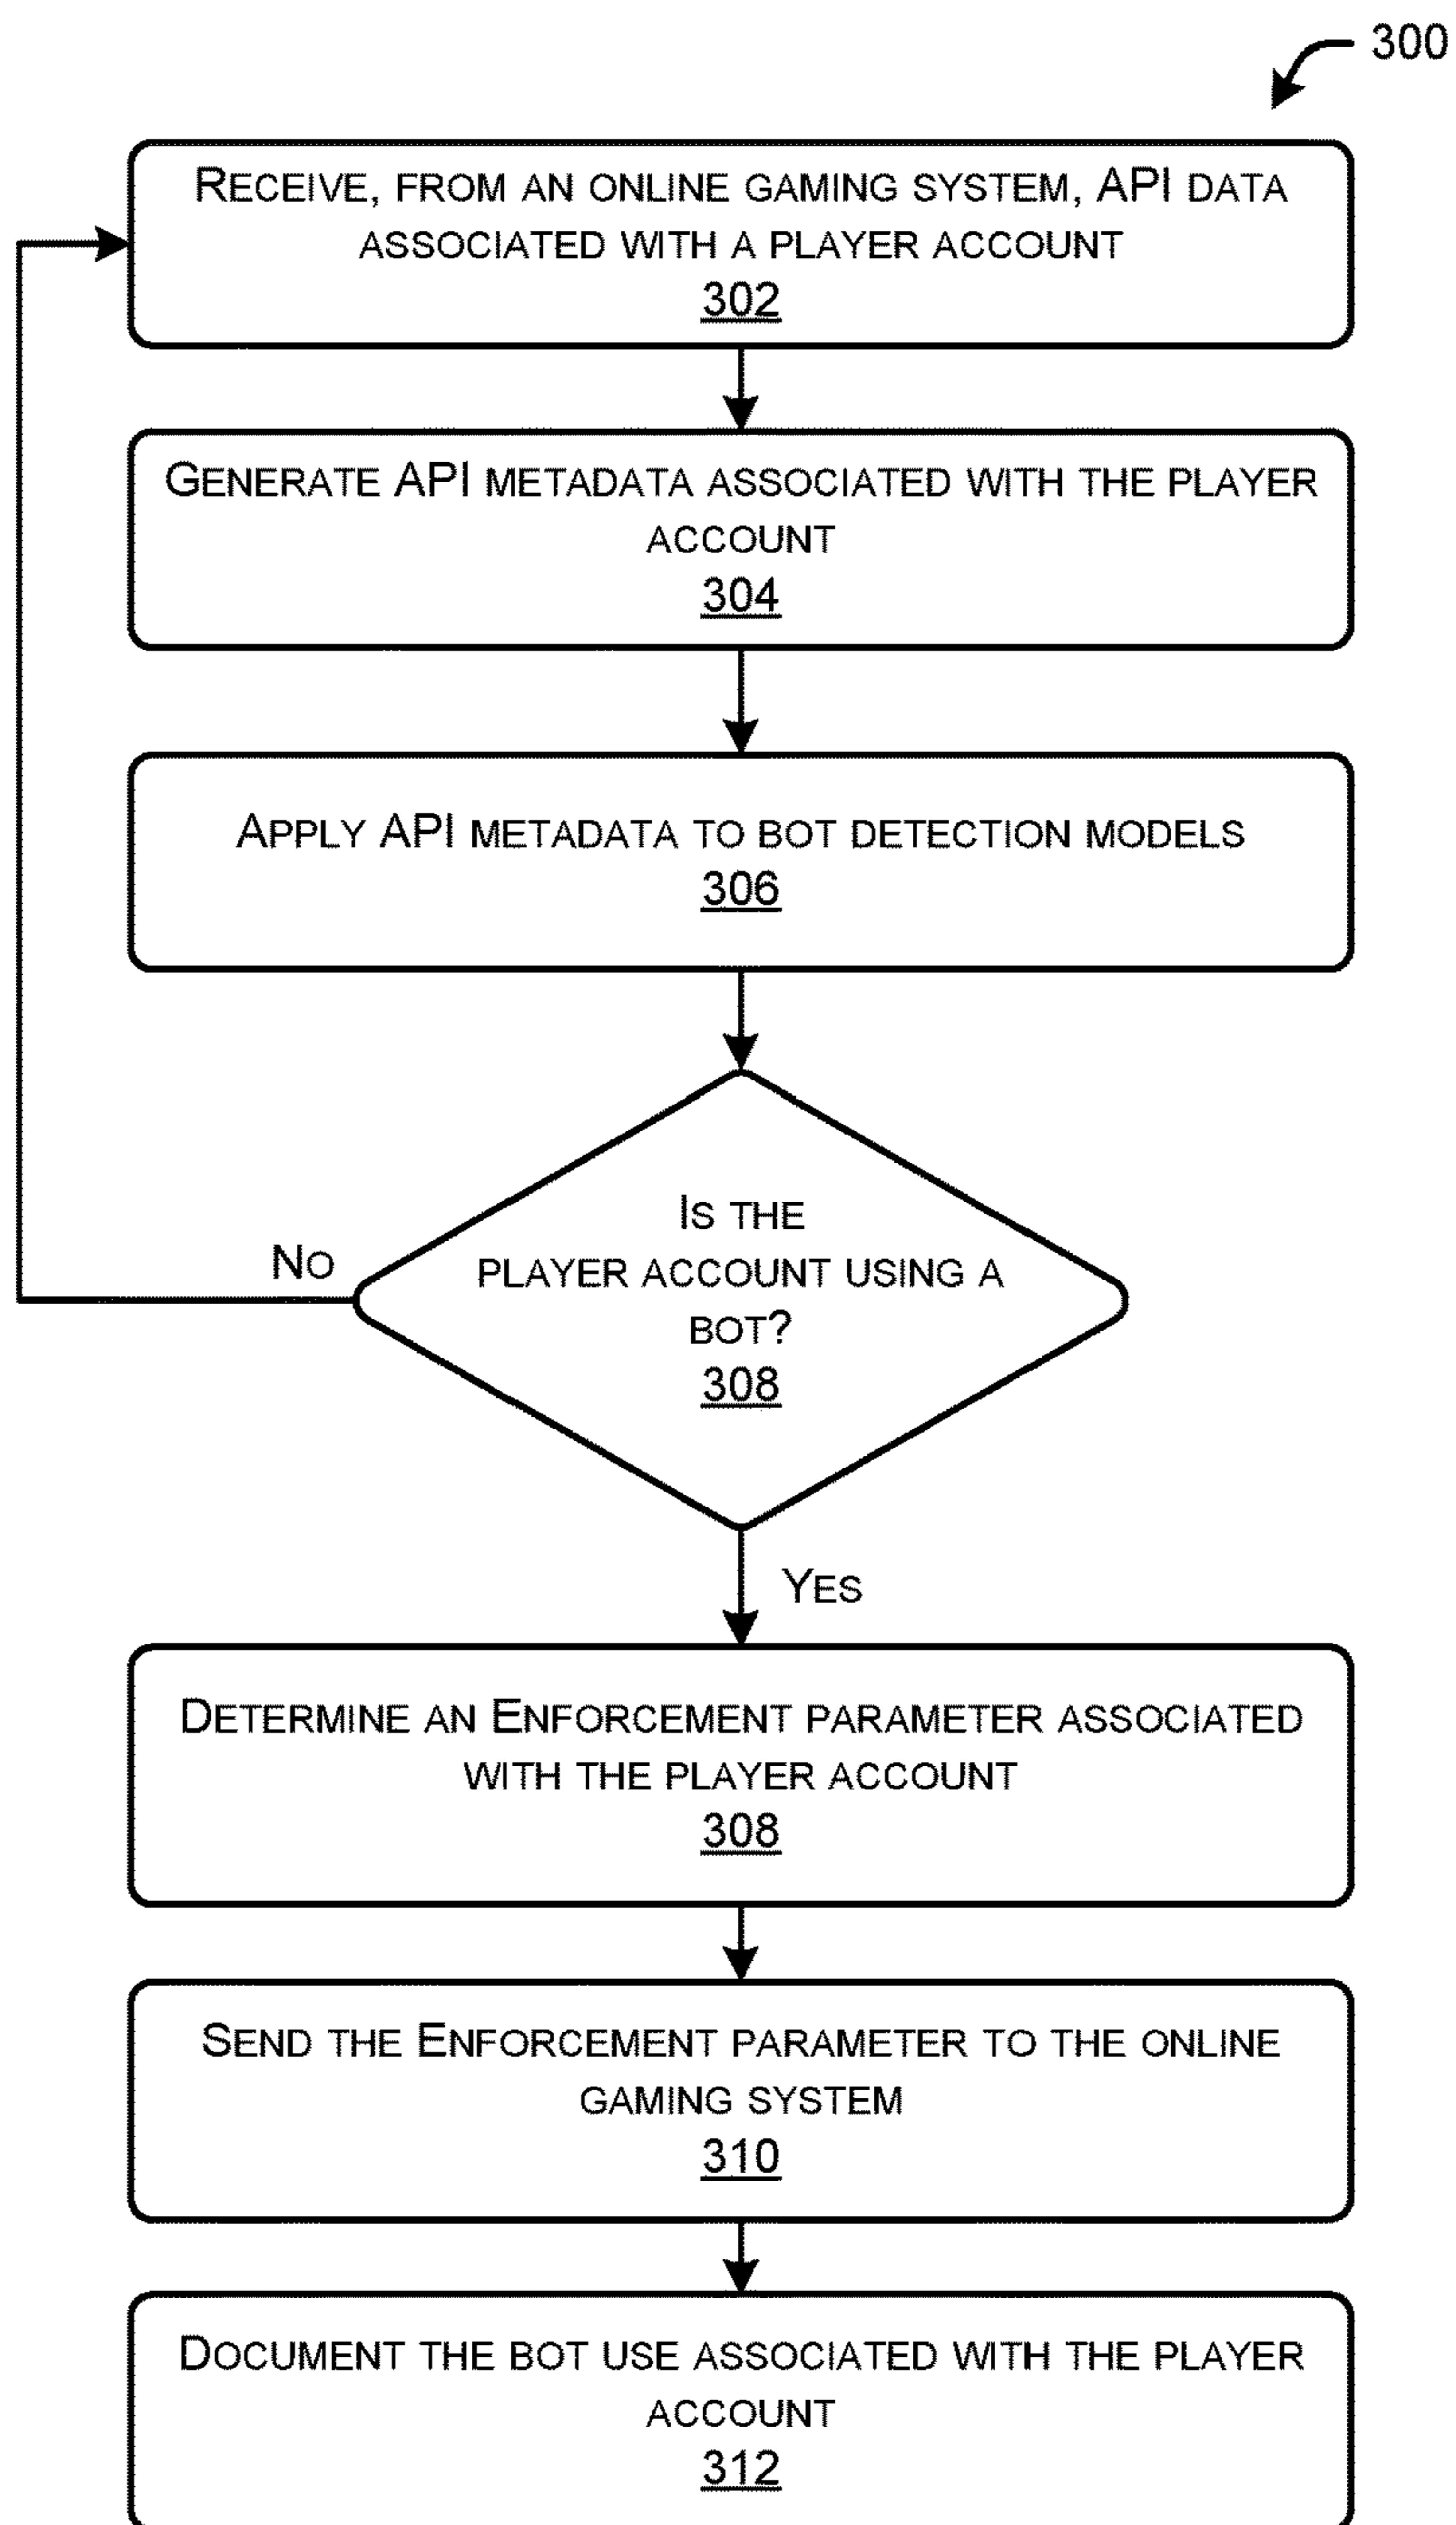 300
RECEIVE, FROM AN ONLINE GAMING SYSTEM, API DATA
ASSOCIATED WITH A PLAYER ACCOUNT
302
GENERATE API METADATA ASSOCIATED WITH THE PLAYER
ACCOUNT
304
APPLY API METADATA TO BOT DETECTION MODELS
306
IS THE
PLAYER ACCOUNT USING A
BOT?
308
NO
YES
DETERMINE AN ENFORCEMENT PARAMETER ASSOCIATED
WITH THE PLAYER ACCOUNT
308
SEND THE ENFORCEMENT PARAMETER TO THE ONLINE
GAMING SYSTEM
310
DOCUMENT THE BOT USE ASSOCIATED WITH THE PLAYER
ACCOUNT
312